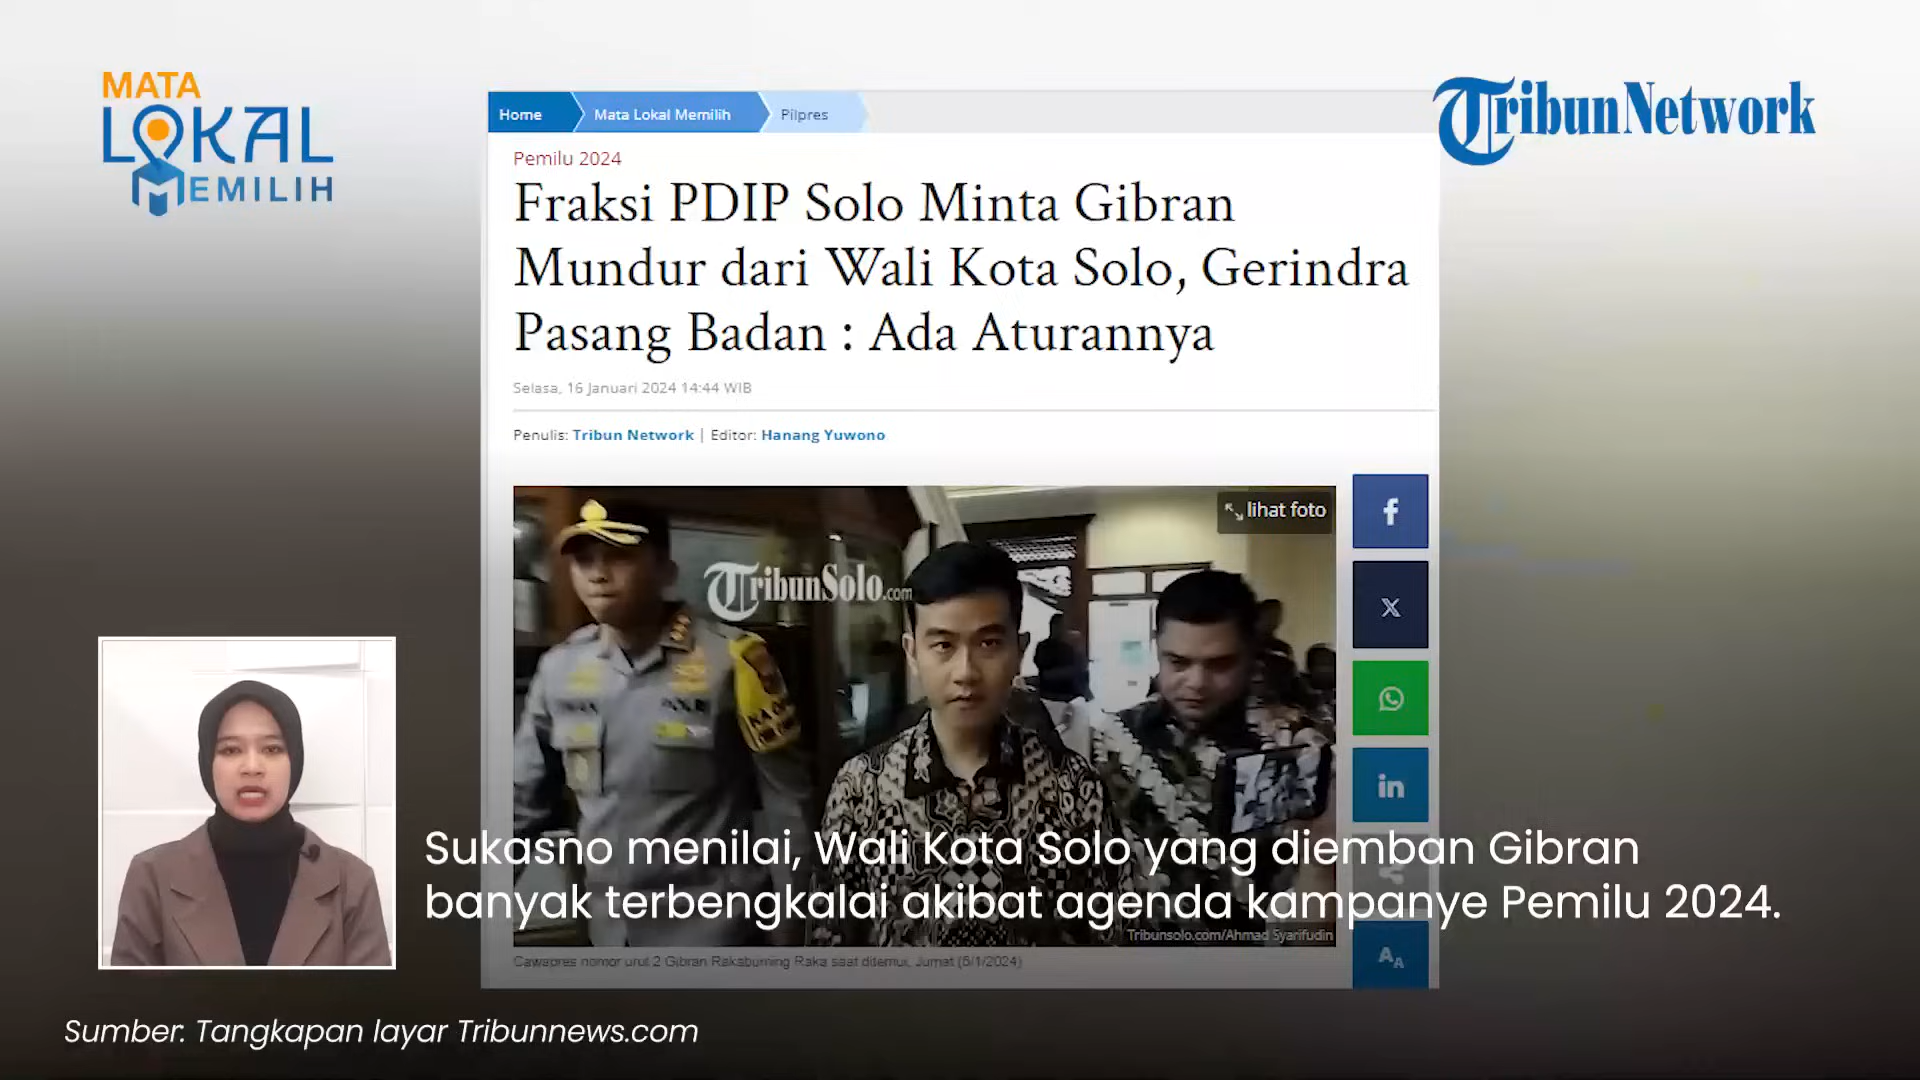 MATA
LOKAL
MEMILIH
TribunNetwork
Home
Mata Lokal Memilih
Pilpres
Pemilu 2024
Fraksi PDIP Solo Minta Gibran
Mundur dari Wali Kota Solo, Gerindra
Pasang Badan : Ada Aturannya
Selasa, 16 Januari 2024 14:44 WIB
Penulis: Tribun Network | Editor: Hanang Yuwono
lihat foto
TribunSolo.com
Sukasno menilai, Wali Kota Solo yang diemban Gibran
banyak terbengkalai akibat agenda kampanye Pemilu 2024.
Tribunsolo.com/Ahmad Syarifudin
Cawapres nomor urut 2 Gibran Rakabuming Raka saat ditemui, Jumat (5/1/2024)
AA
Sumber: Tangkapan layar Tribunnews.com